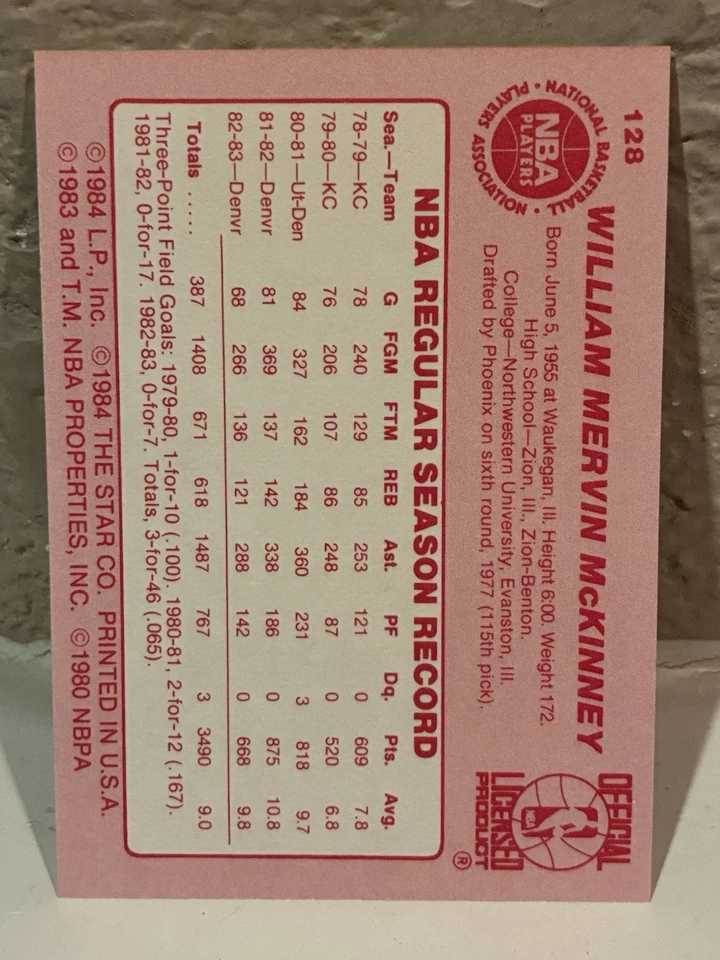 128
NATIONAL BASKETBALL PLAYERS ASSOCIATION
NBA
PLAYERS
WILLIAM MERVIN McKINNEY
Born June 5, 1955 at Waukegan, Ill. Height 6:00. Weight 172.
High School—Zion, Ill., Zion-Benton.
College—Northwestern University, Evanston, Ill.
Drafted by Phoenix on sixth round, 1977 (115th pick).
OFFICIAL
NBA
LICENSED
PRODUCT
®
NBA REGULAR SEASON RECORD
Sea.—Team G FGM FTM REB Ast. PF Dq. Pts. Avg.
78-79—KC 78 240 129 85 253 121 0 609 7.8
79-80—KC 76 206 107 86 248 87 0 520 6.8
80-81—Ut-Den 84 327 162 184 360 231 3 818 9.7
81-82—Denvr 81 369 137 142 338 186 0 875 10.8
82-83—Denvr 68 266 136 121 288 142 0 668 9.8
Totals ...... 387 1408 671 618 1487 767 3 3490 9.0
Three-Point Field Goals: 1979-80, 1-for-10 (.100). 1980-81, 2-for-12 (.167).
1981-82, 0-for-17. 1982-83, 0-for-7. Totals, 3-for-46 (.065).
©1984 L.P., Inc. ©1984 THE STAR CO. PRINTED IN U.S.A.
©1983 and T.M. NBA PROPERTIES, INC. ©1980 NBPA